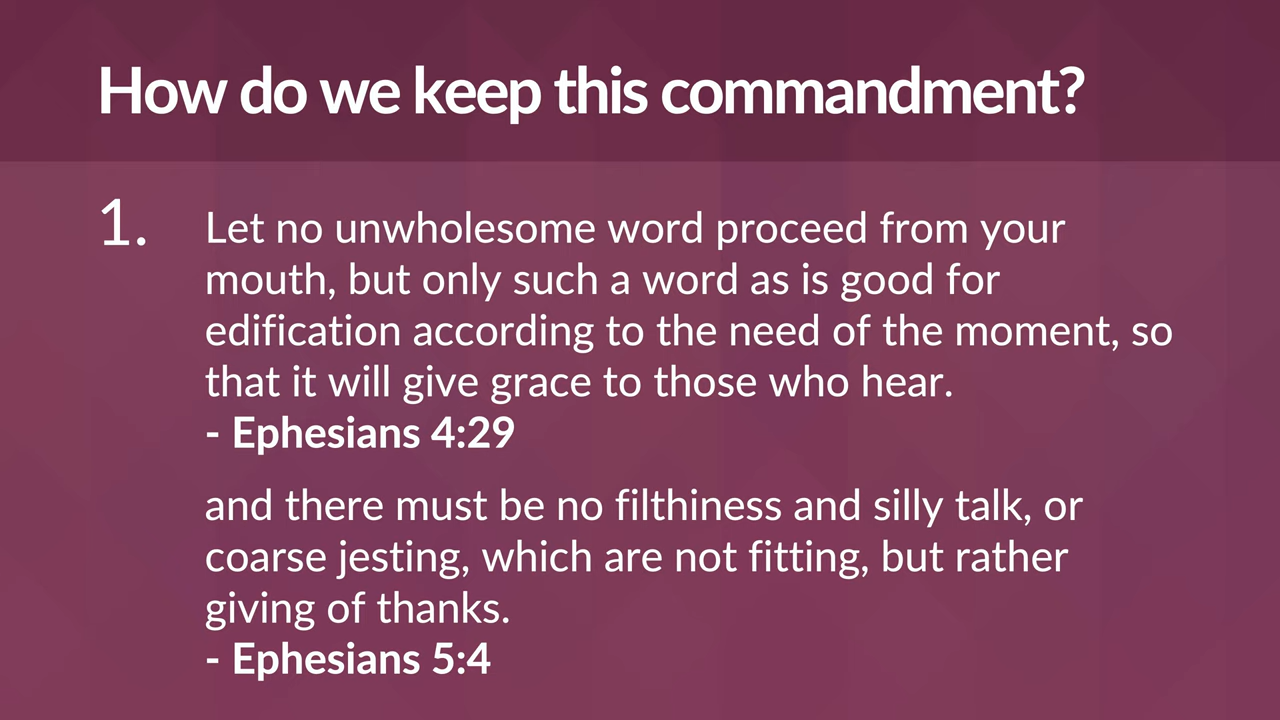 How do we keep this commandment?
1. Let no unwholesome word proceed from your
mouth, but only such a word as is good for
edification according to the need of the moment, so
that it will give grace to those who hear.
- Ephesians 4:29
and there must be no filthiness and silly talk, or
coarse jesting, which are not fitting, but rather
giving of thanks.
- Ephesians 5:4